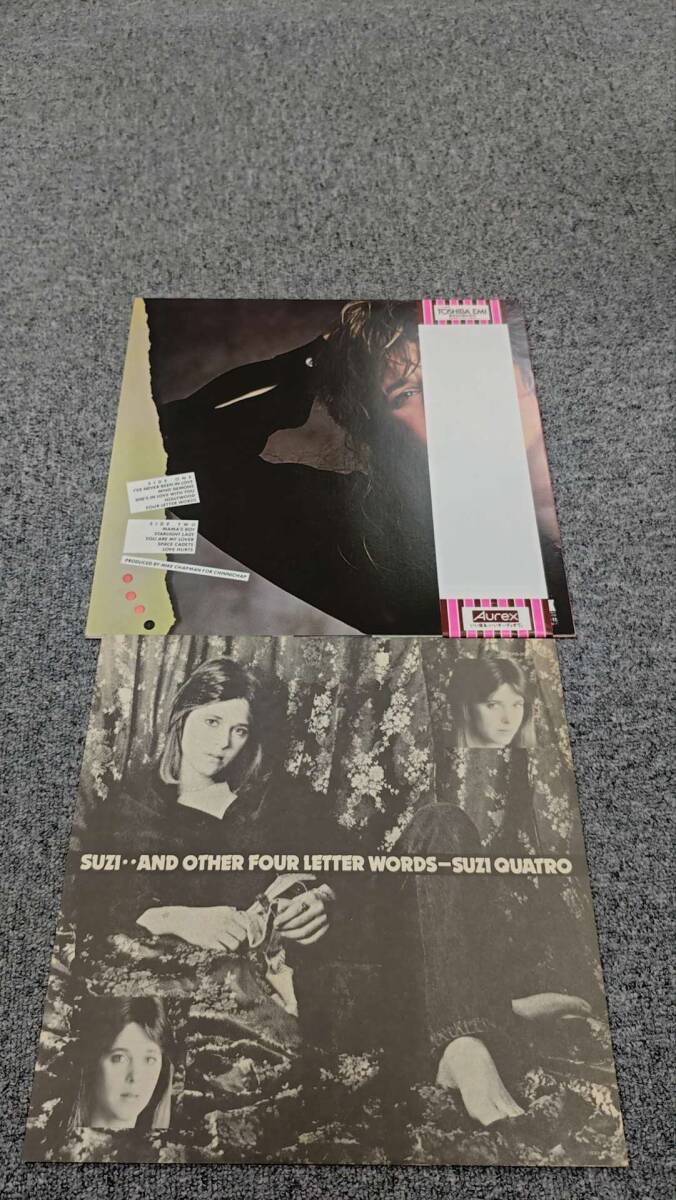 TOSHIBA EMI
SIDE ONE
I'VE NEVER BEEN IN LOVE
MIND DEMONS
SHE'S IN LOVE WITH YOU
HOLLYWOOD
FOUR LETTER WORDS
SIDE TWO
MAMA'S BOY
STARLIGHT LADY
YOU ARE MY LOVER
SPACE CADETS
LOVE HURTS
PRODUCED BY MIKE CHAPMAN FOR CHINNICHAP
Aurex
SUZI··AND OTHER FOUR LETTER WORDS—SUZI QUATRO